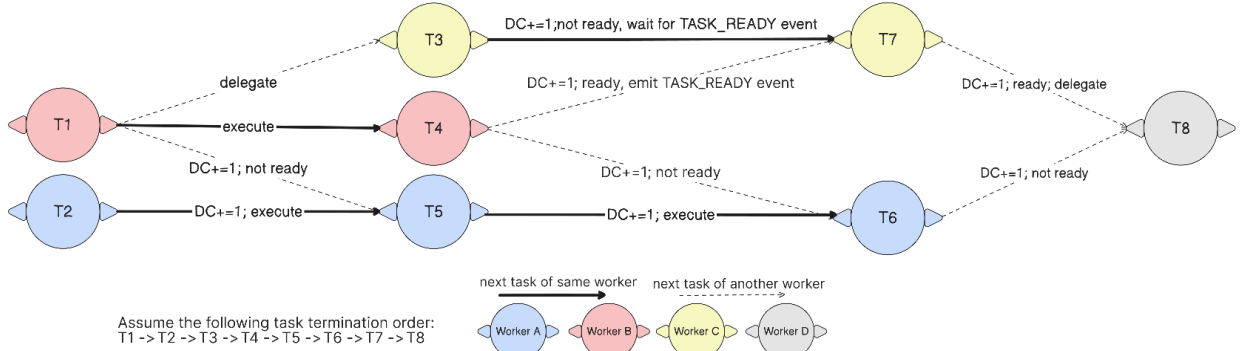 T3
DC+=1;not ready, wait for TASK_READY event
T7
delegate
DC+=1; ready, emit TASK_READY event
DC+=1; ready; delegate
T1
execute
T4
T8
DC+=1; not ready
DC+=1; not ready
DC+=1; not ready
T2
DC+=1; execute
T5
DC+=1; execute
T6
next task of same worker
next task of another worker
Assume the following task termination order:
T1 -> T2 -> T3 -> T4 -> T5 -> T6 -> T7 -> T8
Worker A
Worker B
Worker C
Worker D